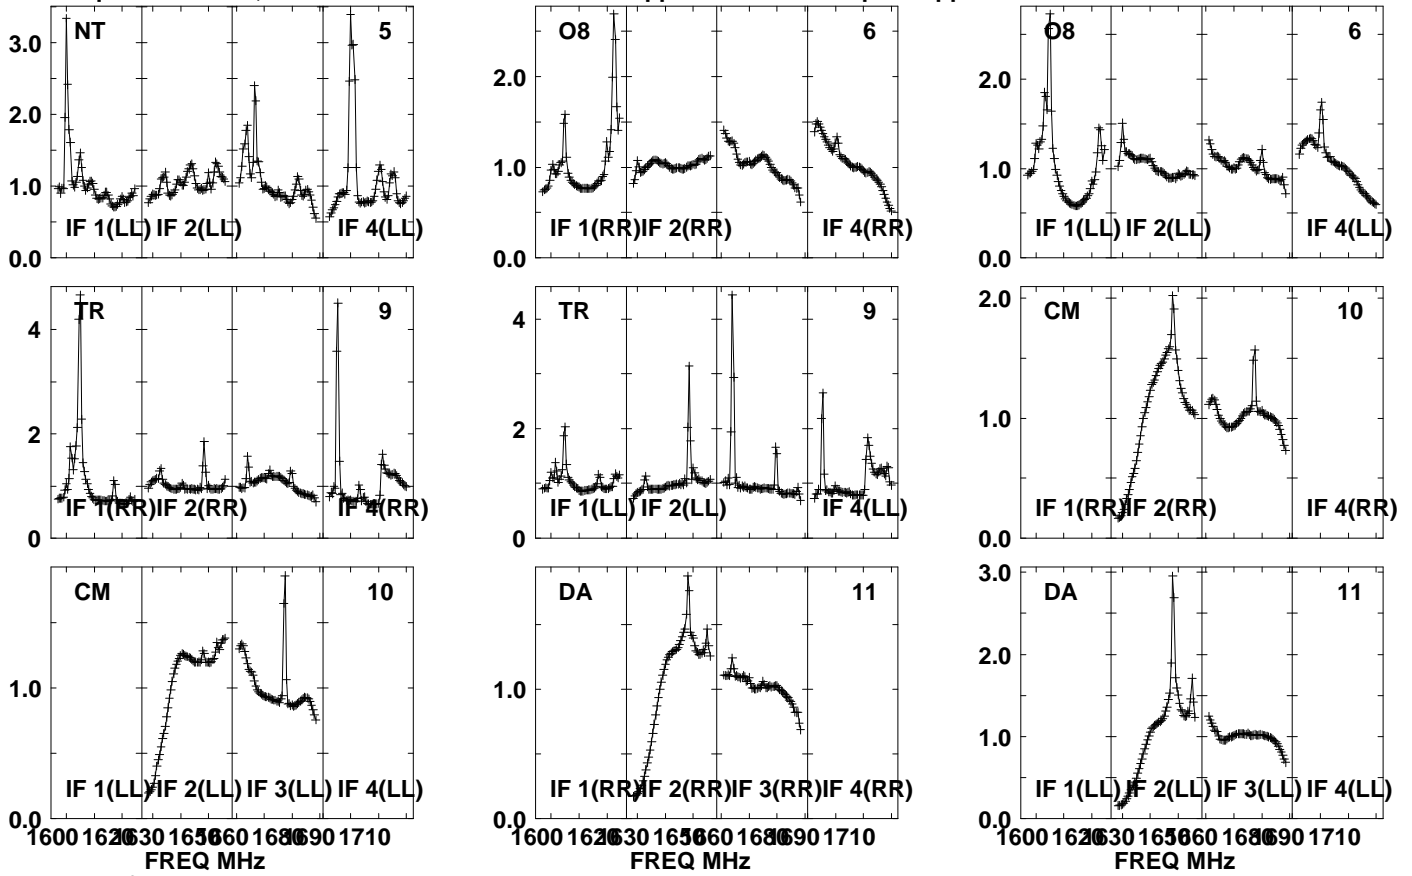 NT 5 O8 6 O8 6
3.0
2.0 2.0 2.0
1.0 1.0 1.0
IF 1(LL) IF 2(LL) IF 4(LL) IF 1(RR) IF 2(RR) IF 4(RR) IF 1(LL) IF 2(LL) IF 4(LL)
0.0 0.0 0.0
TR 9 TR 9 CM 10
4 4 2.0
2 2 1.0
IF 1(RR) IF 2(RR) IF 4(RR) IF 1(LL) IF 2(LL) IF 4(LL) IF 1(RR) IF 2(RR) IF 4(RR)
0 0 0.0
CM 10 DA 11 DA 11
3.0
2.0
1.0 1.0 1.0
IF 1(LL) IF 2(LL) IF 3(LL) IF 4(LL) IF 1(RR) IF 2(RR) IF 3(RR) IF 4(RR) IF 1(LL) IF 2(LL) IF 3(LL) IF 4(LL)
0.0 0.0 0.0
1600 1620 1630 1650 1660 1680 1690 1710 1600 1620 1630 1650 1660 1680 1690 1710 1600 1620 1630 1650 1660 1680 1690 1710
FREQ MHz FREQ MHz FREQ MHz